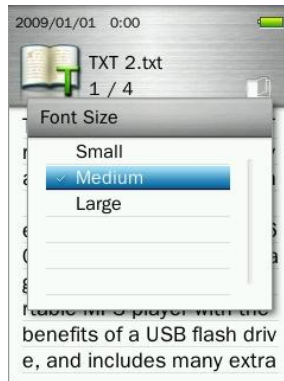 2009/01/01 0:00
TXT 2.txt
1 / 4
Font Size
Small
Medium
Large
benefits of a USB flash driv
e, and includes many extra